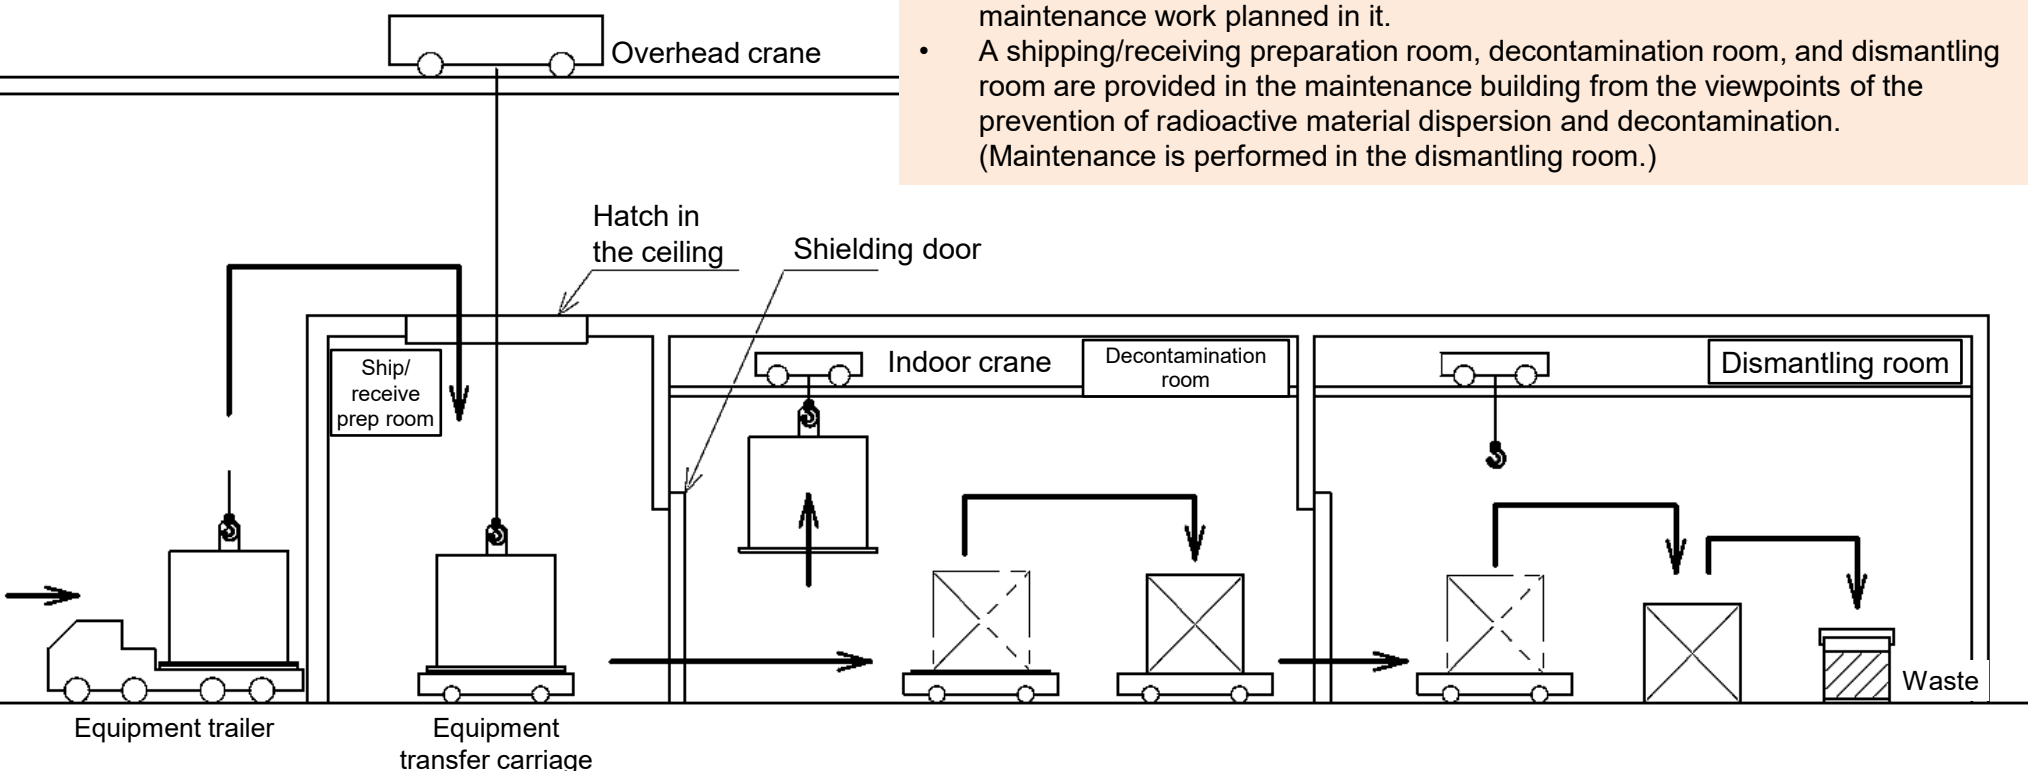 maintenance work planned in it.
• A shipping/receiving preparation room, decontamination room, and dismantling
room are provided in the maintenance building from the viewpoints of the
prevention of radioactive material dispersion and decontamination.
(Maintenance is performed in the dismantling room.)
Overhead crane
Hatch in
the ceiling
Shielding door
Ship/
receive
prep room
Indoor crane
Decontamination
room
Dismantling room
Waste
Equipment trailer
Equipment
transfer carriage